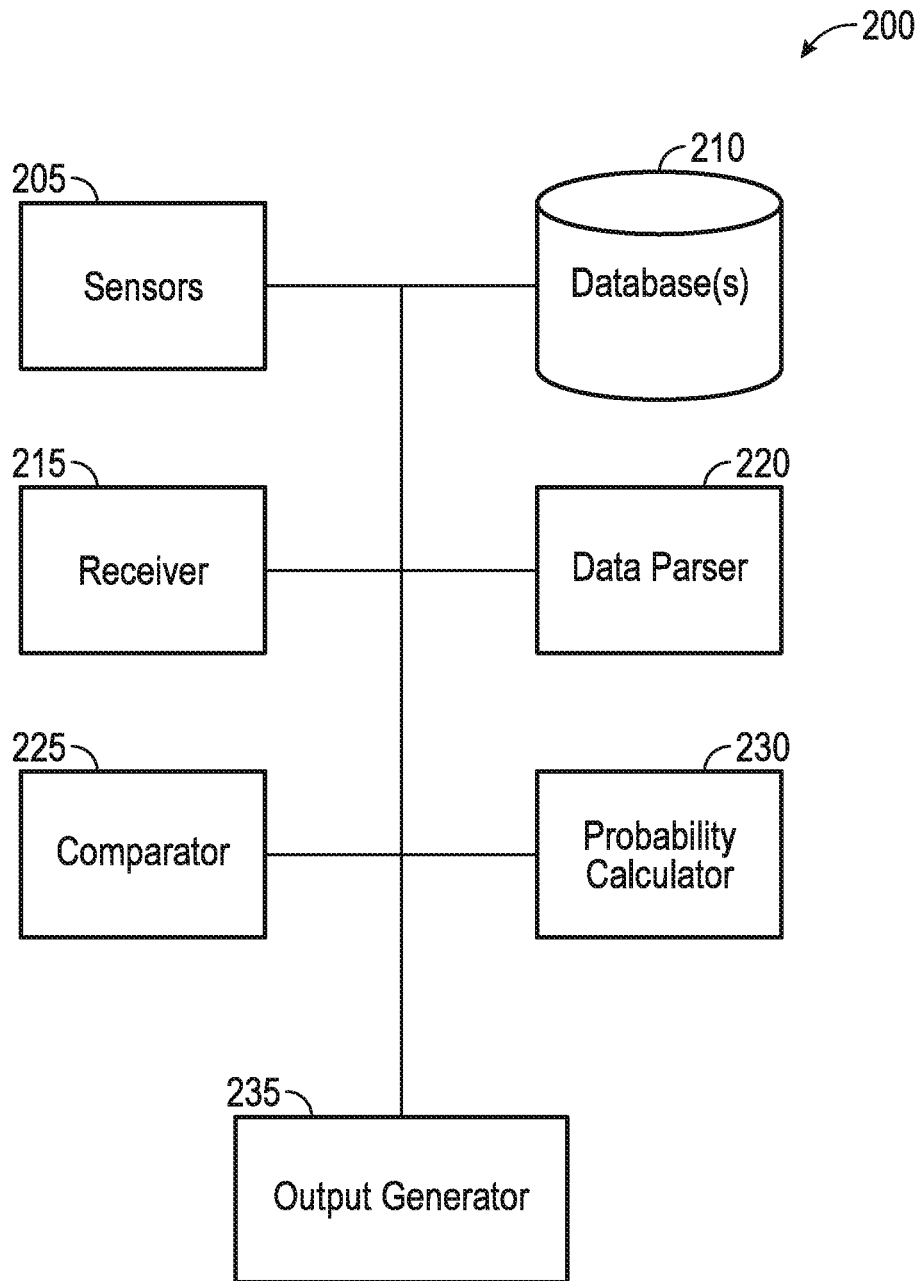 200
205
210
Sensors
Database(s)
215
220
Receiver
Data Parser
225
230
Comparator
Probability
Calculator
235
Output Generator